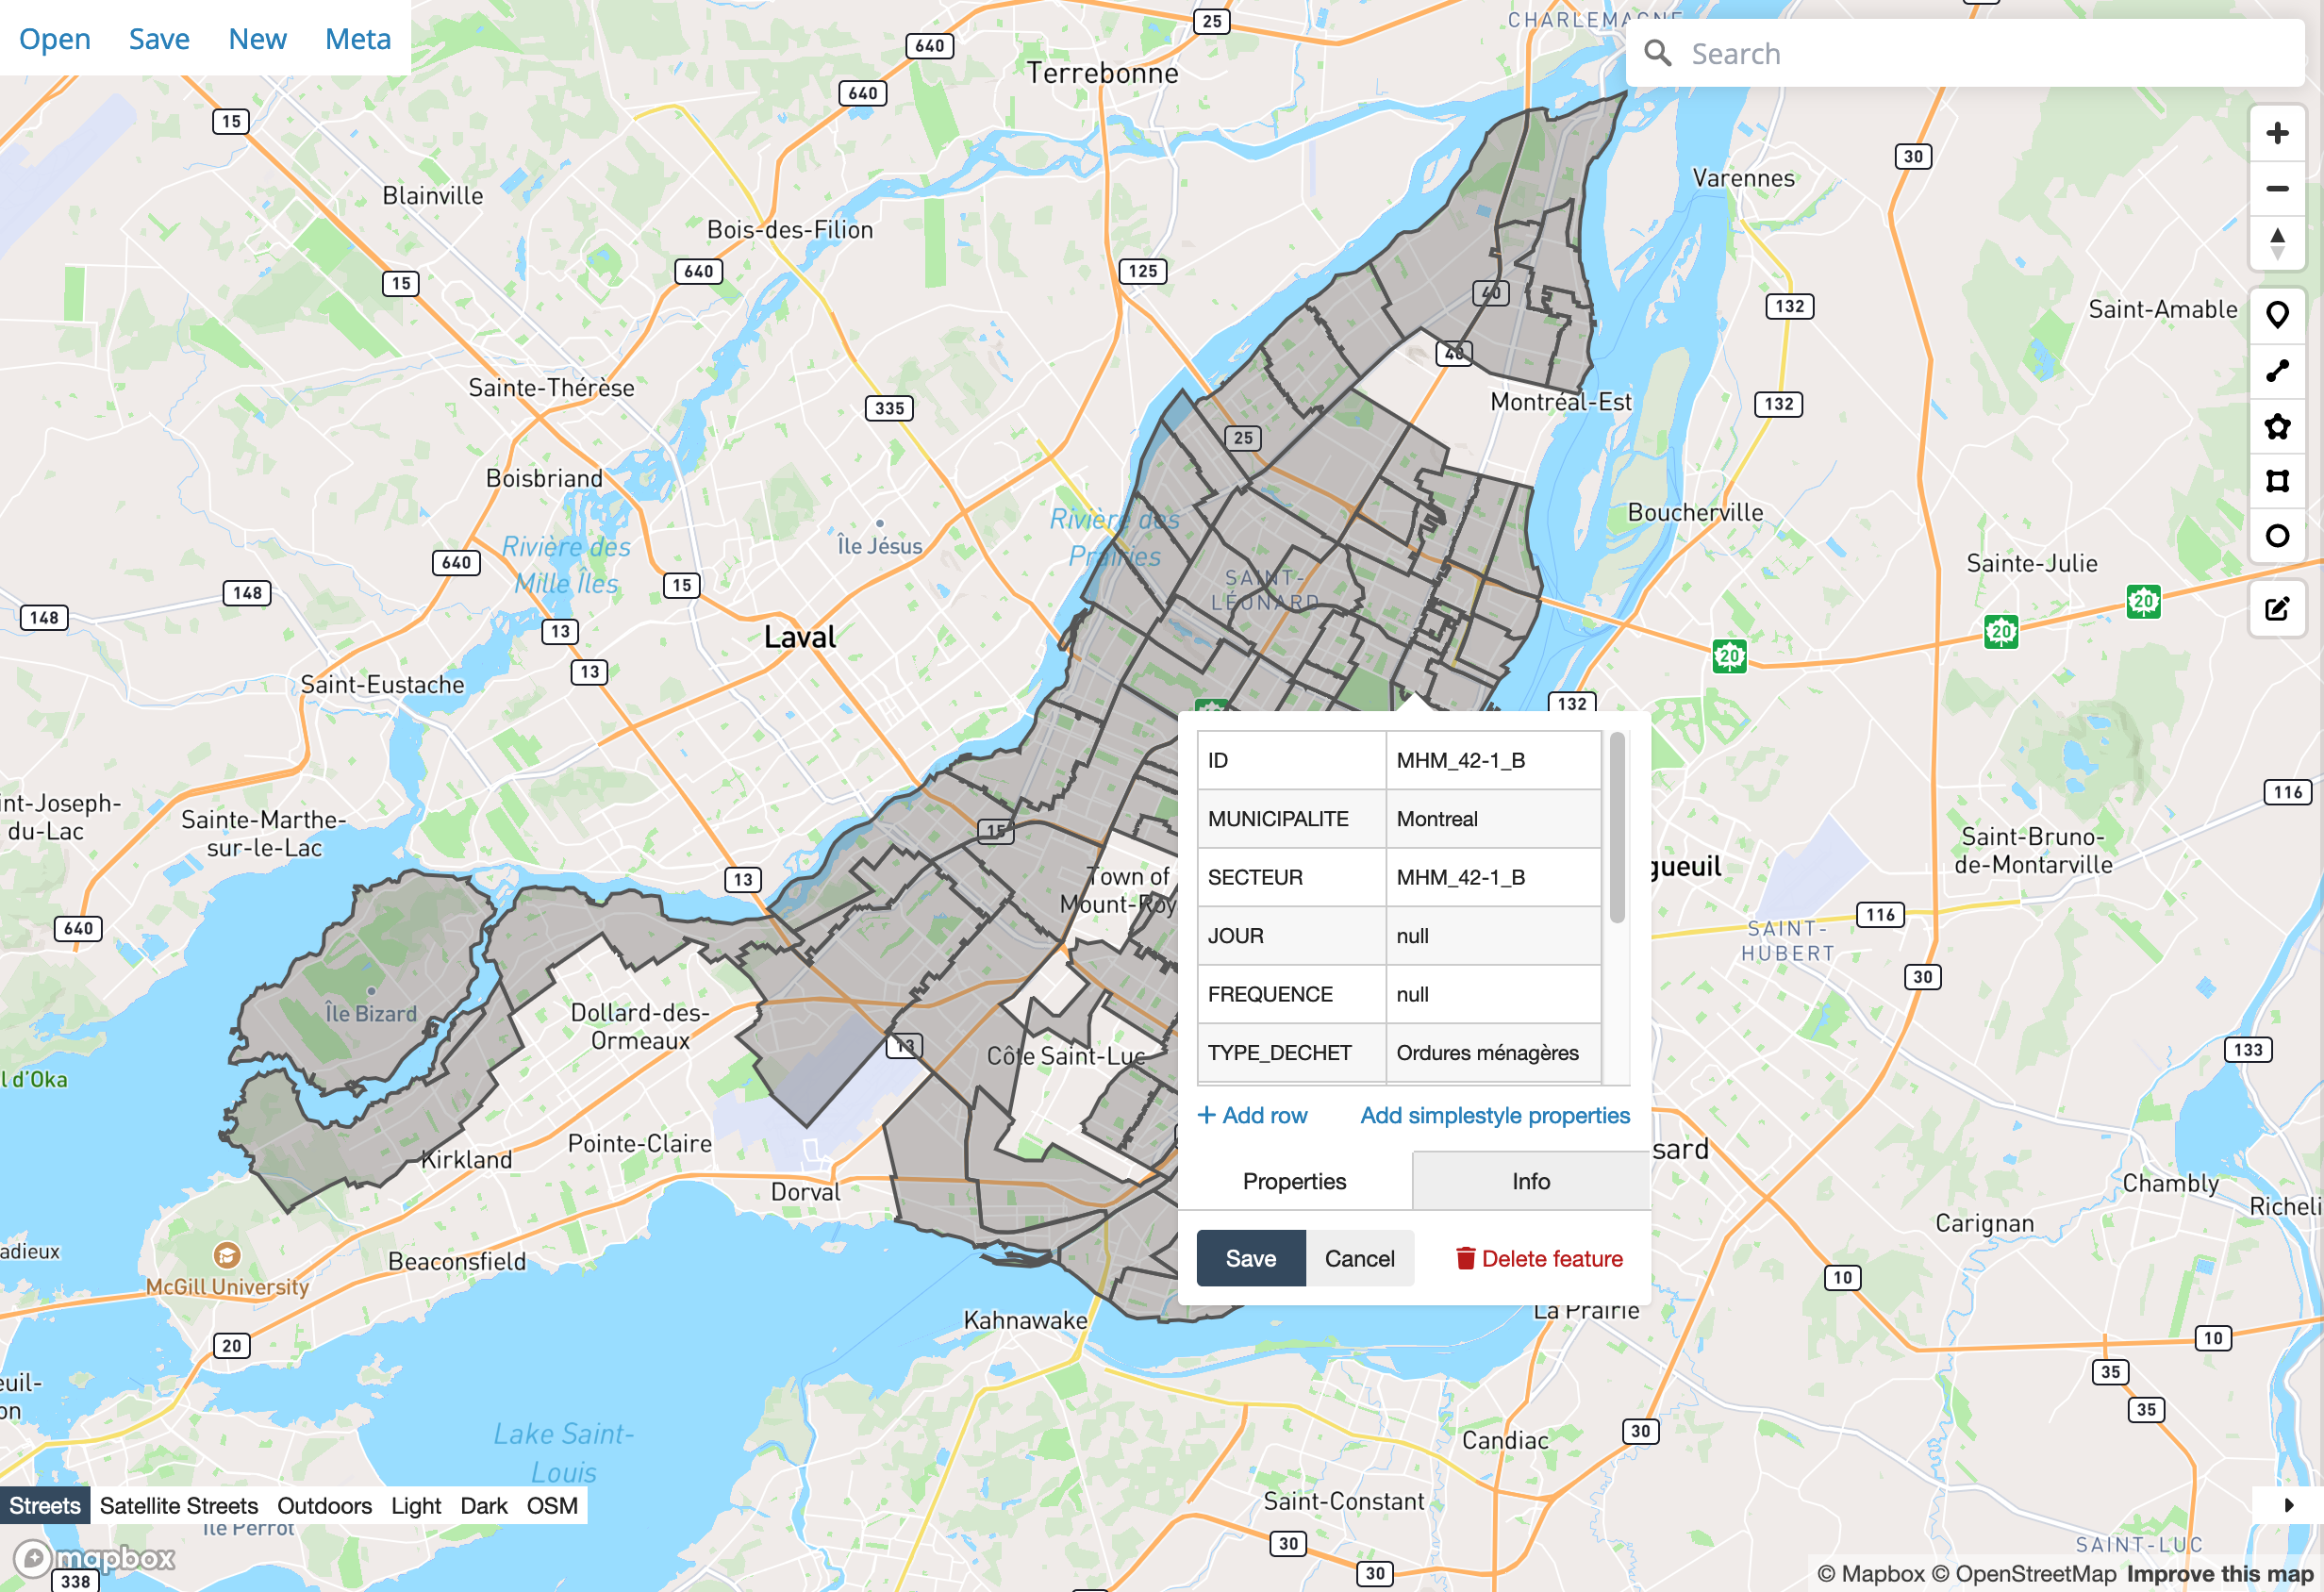 Open Save New Meta
Search
CHARLEMAGNE
25
640
Terrebonne
640
15
30
Varennes
Blainville
Bois-des-Filion
640
125
15
40
132
Saint-Amable
40
Sainte-Thérèse
335
Montréal-Est
132
25
Boisbriand
Rivière des
Prairies
Boucherville
Île Jésus
Rivière des
Mille Îles
640
15
148
148
SAINT-
LÉONARD
Sainte-Julie
20
20
20
13
Laval
13
Saint-Eustache
132
ID MHM_42-1_B
MUNICIPALITE Montreal
SECTEUR MHM_42-1_B
JOUR null
FREQUENCE null
TYPE_DECHET Ordures ménagères
+ Add row Add simplestyle properties
Properties Info
Save Cancel Delete feature
int-Joseph-
du-Lac
Sainte-Marthe-
sur-le-Lac
15
116
Saint-Bruno-
de-Montarville
gueuil
13
Town of
Mount-Roy
640
116
SAINT-
HUBERT
30
Île Bizard
Dollard-des-
Ormeaux
13
Côte Saint-Luc
133
l d'Oka
Pointe-Claire
Kirkland
sard
Dorval
Chambly
Richeli
Carignan
adieux
McGill University
Beaconsfield
10
Kahnawake
La Prairie
20
10
35
euil-
on
35
Lake Saint-
Louis
30
Candiac
Saint-Constant
Streets Satellite Streets Outdoors Light Dark OSM
Île Perrot
30
SAINT-LUC
mapbox
338
30
© Mapbox © OpenStreetMap Improve this map